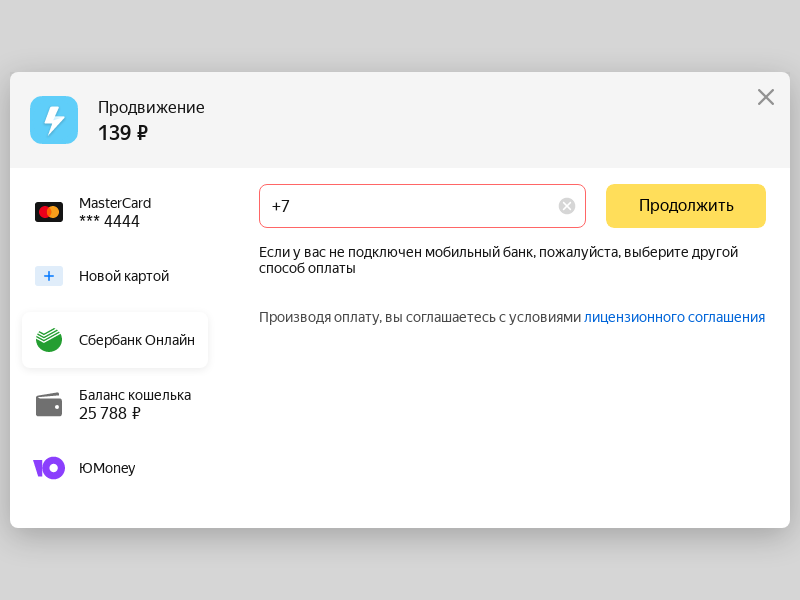 Продвижение
139 ₽
MasterCard
*** 4444
Новой картой
Сбербанк Онлайн
Баланс кошелька
25 788 ₽
ЮMoney
+7
Продолжить
Если у вас не подключен мобильный банк, пожалуйста, выберите другой
способ оплаты
Производя оплату, вы соглашаетесь с условиями лицензионного соглашения